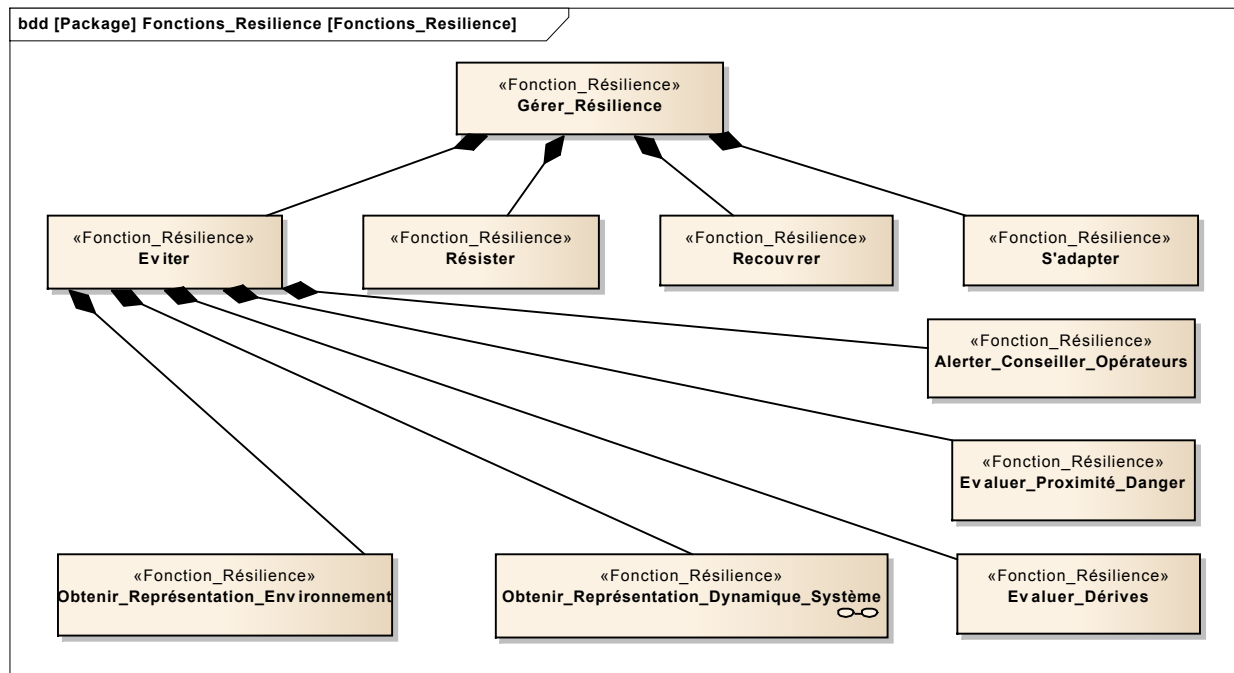 bdd [Package] Fonctions_Resilience [Fonctions_Resilience]
«Fonction_Résilience»
Gérer_Résilience
«Fonction_Résilience»
Eviter
«Fonction_Résilience»
Résister
«Fonction_Résilience»
Recouvrer
«Fonction_Résilience»
S'adapter
«Fonction_Résilience»
Alerter_Conseiller_Opérateurs
«Fonction_Résilience»
Evaluer_Proximité_Danger
«Fonction_Résilience»
Obtenir_Représentation_Environnement
«Fonction_Résilience»
Obtenir_Représentation_Dynamique_Système
«Fonction_Résilience»
Evaluer_Dérives